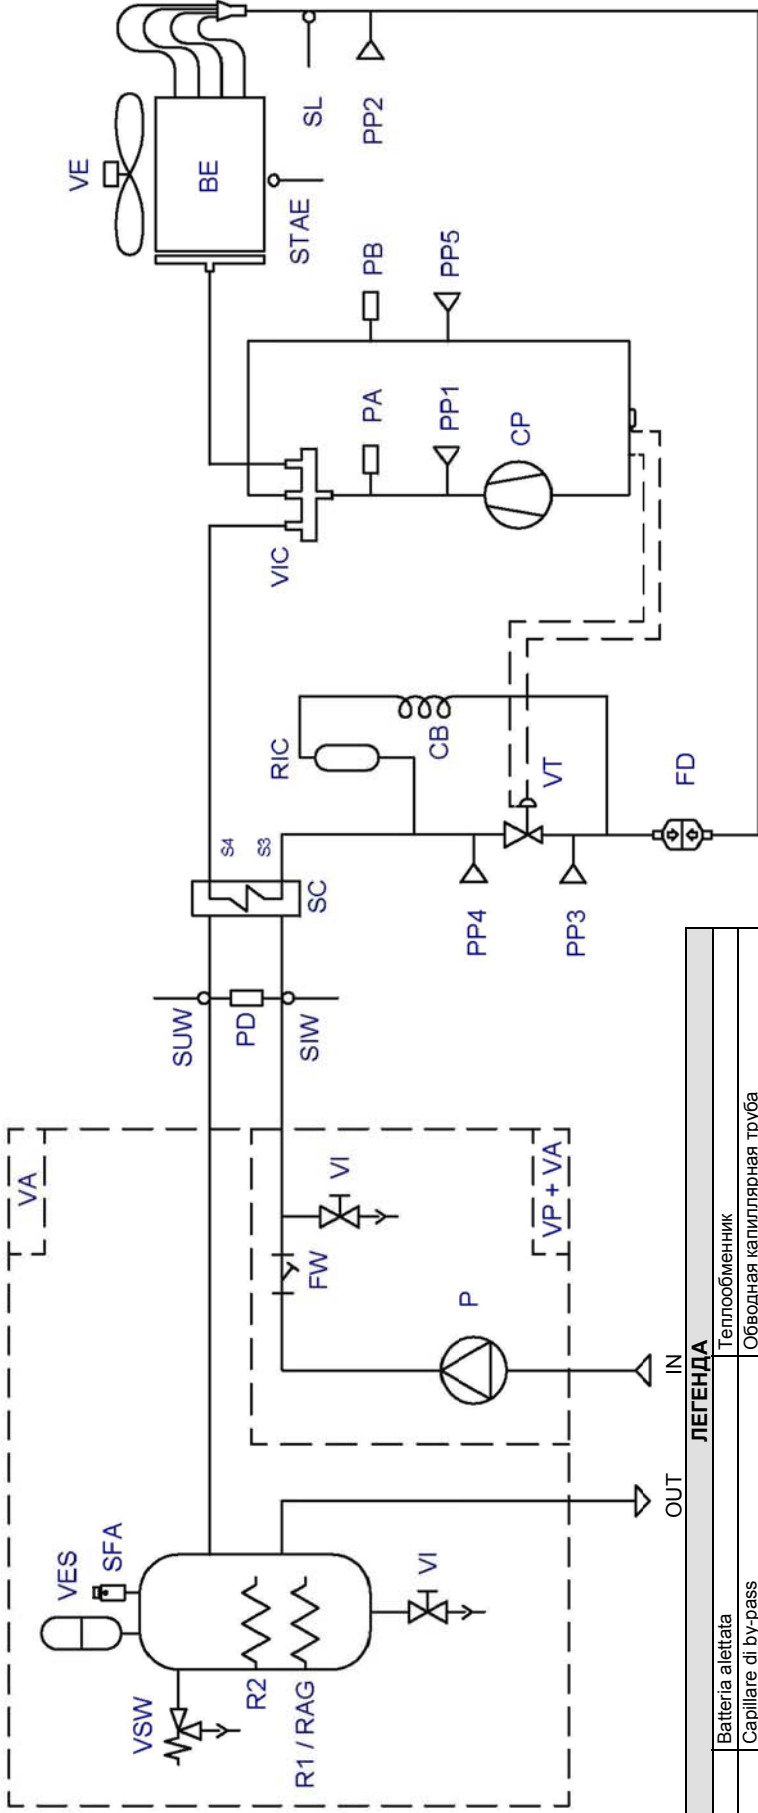 VA
VES
SFA
VE
VSW
SUW
BE
R2
PD
S4
S3
R1 / RAG
SIW
FW
SC
RIC
VIC
STAE
SL
VI
PA
PB
PP2
VI
CB
PP1
PP5
P
PP4
CP
VP + VA
PP3
VT
FD
OUT
IN
ЛЕГЕНДА
Batteria alettata Теплообменник
Capillare di by-pass Обводная капиллярная труба